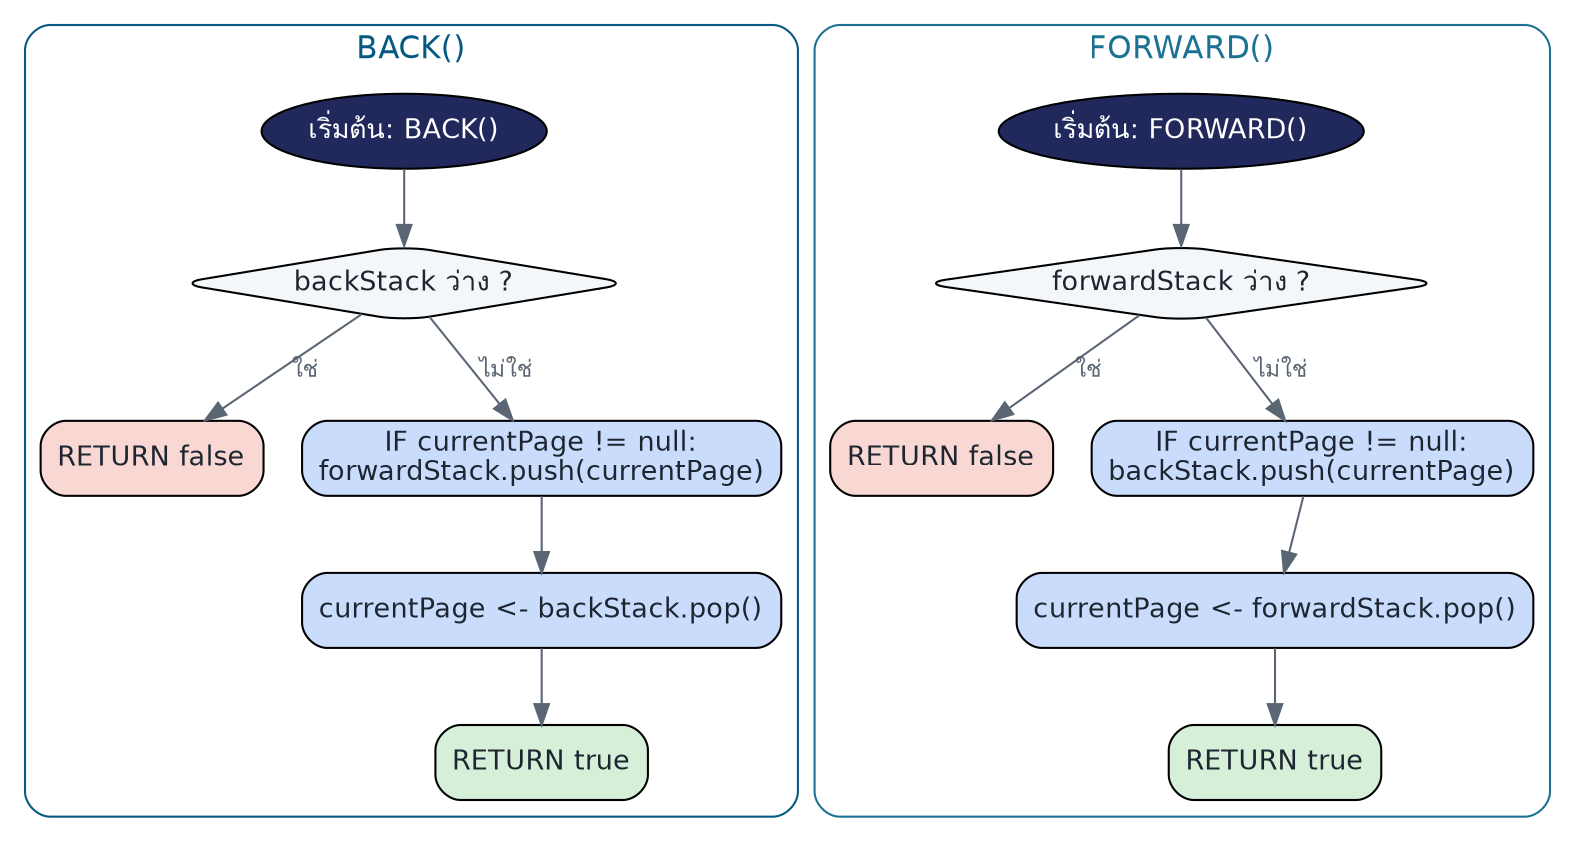 BACK()
เริ่มต้น: BACK()
backStack ว่าง ?
ใช่
ไม่ใช่
RETURN false
IF currentPage != null:
forwardStack.push(currentPage)
currentPage <- backStack.pop()
RETURN true
FORWARD()
เริ่มต้น: FORWARD()
forwardStack ว่าง ?
ใช่
ไม่ใช่
RETURN false
IF currentPage != null:
backStack.push(currentPage)
currentPage <- forwardStack.pop()
RETURN true